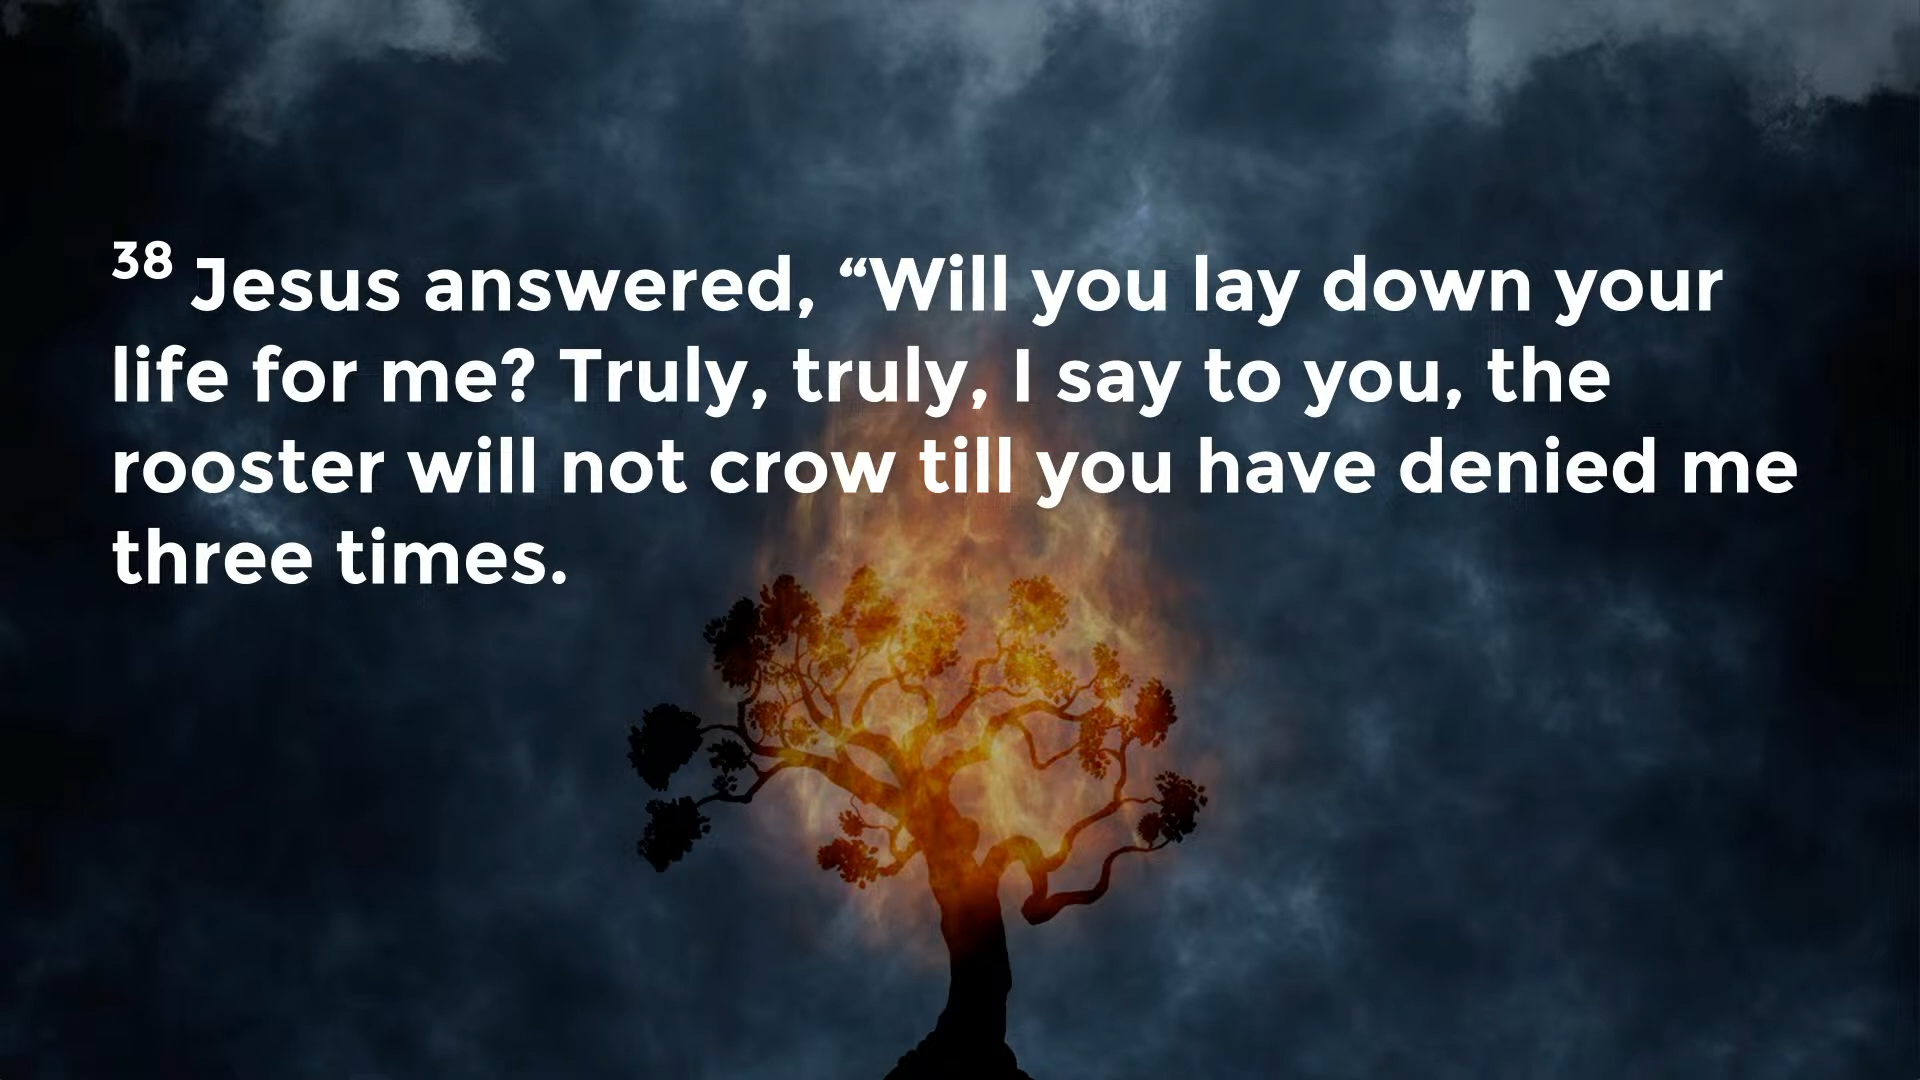 38 Jesus answered, “Will you lay down your
life for me? Truly, truly, I say to you, the
rooster will not crow till you have denied me
three times.